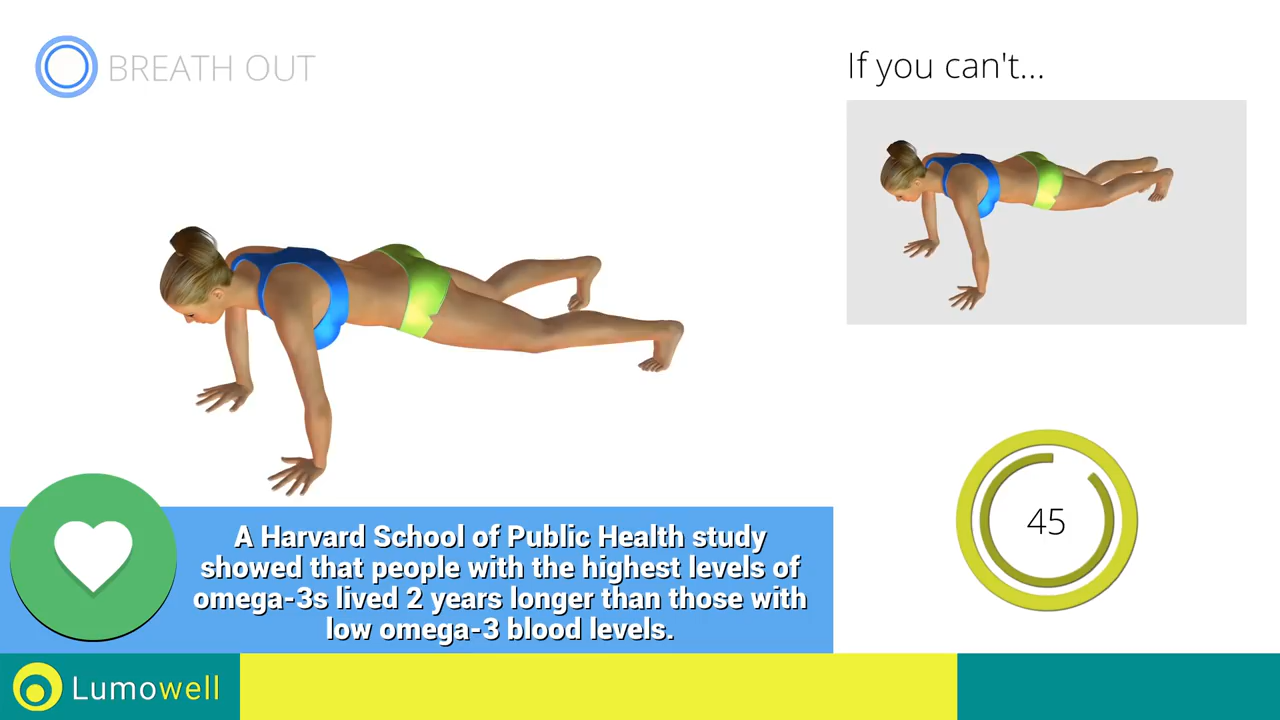 BREATH OUT
If you can't...
45
A Harvard School of Public Health study
showed that people with the highest levels of
omega-3s lived 2 years longer than those with
low omega-3 blood levels.
Lumowell